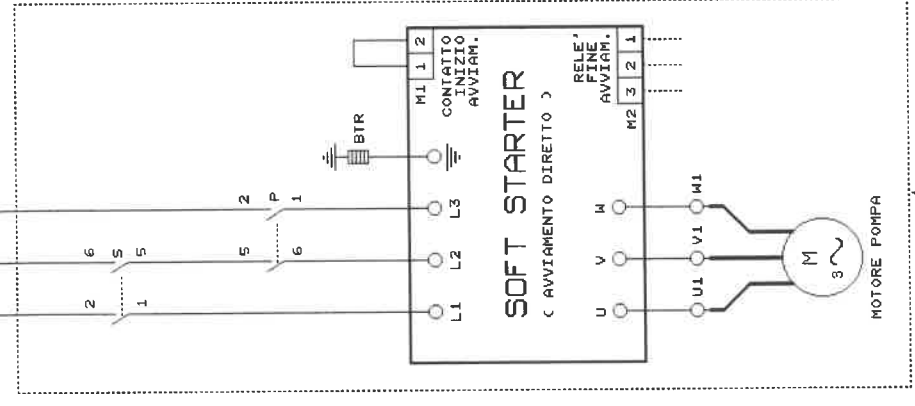 2
1
M1
CONTATTO
INIZIO
AVVIAM.
BTR
2
P
1
L3
6
S
5
5
6
L2
2
1
L1
SOFT STARTER
( AVVIAMENTO DIRETTO )
RELE'
FINE
AVVIAM.
1
2
3
M2
W
V
U
W1
V1
U1
M
3
MOTORE POMPA